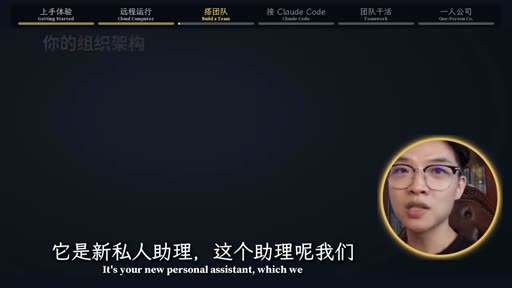 上手体验 远程运行 搭团队 接 Claude Code 团队干活 一人公司
Getting Started Cloud Computer Build a Team Claude Code Teamwork One-Person Co.
你的组织架构
它是新私人助理，这个助理呢我们
It's your new personal assistant, which we